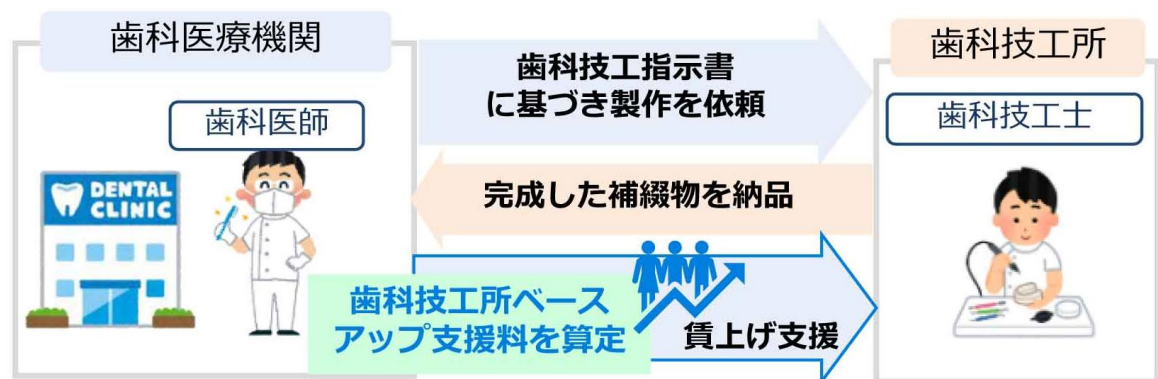 歯科医療機関
歯科医師
DENTAL
CLINIC
歯科技工指示書
に基づき製作を依頼
完成した補綴物を納品
歯科技工所ベース
アップ支援料を算定
賃上げ支援
歯科技工所
歯科技工士